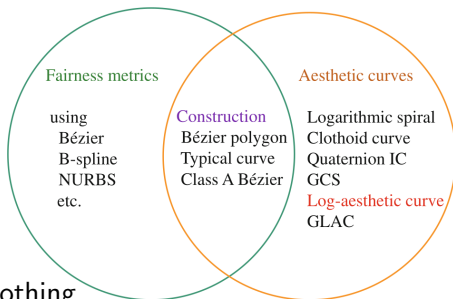 Fairness metrics
using
Bézier
B-spline
NURBS
etc.
Construction
Bézier polygon
Typical curve
Class A Bézier
Aesthetic curves
Logarithmic spiral
Clothoid curve
Quaternion IC
GCS
Log-aesthetic curve
GLAC
othing